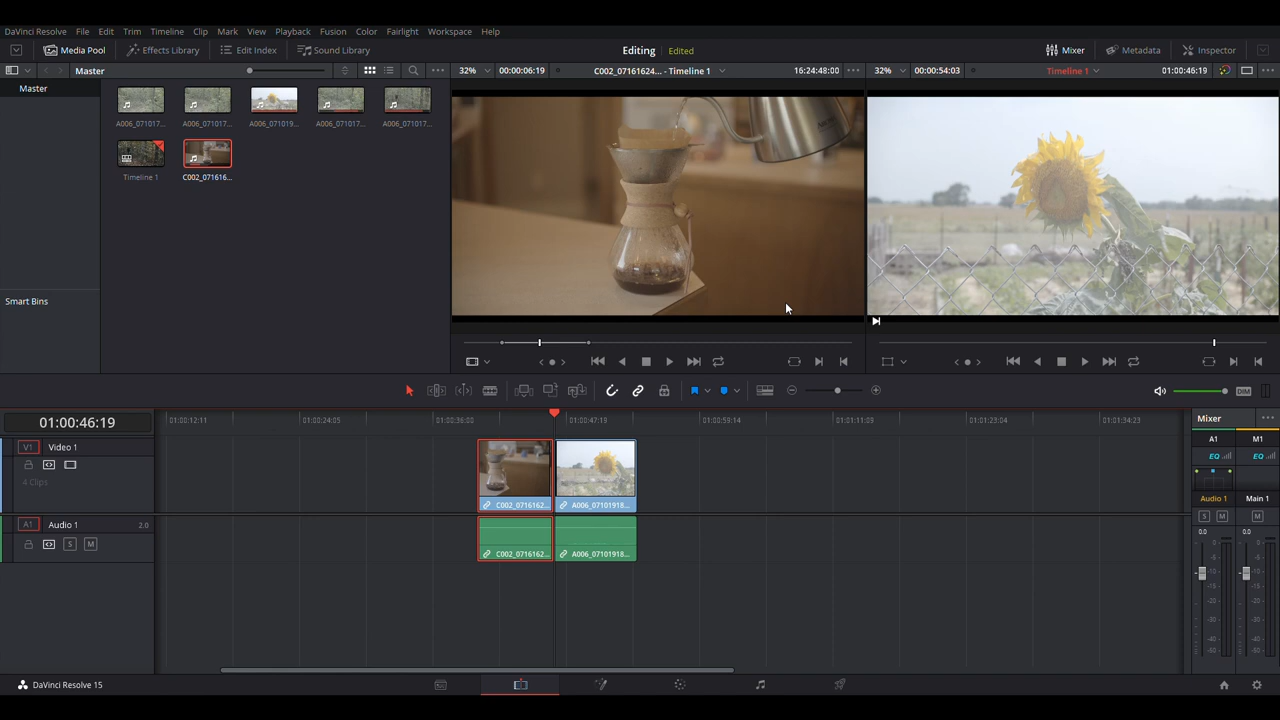 DaVinci Resolve File Edit Trim Timeline Clip Mark View Playback Fusion Color Fairlight Workspace Help
Media Pool Effects Library Edit Index Sound Library Editing Edited Mixer Metadata Inspector
Master 32% 00:00:06:19 C002_07161624... - Timeline 1 16:24:48:00 32% 00:00:54:03 Timeline 1 01:00:46:19
Master
A006_071017... A006_071017... A006_071019... A006_071017... A006_071017...
Timeline 1 C002_071616...
Smart Bins
DIM
01:00:46:19 01:00:12:11 01:00:24:05 01:00:36:00 01:00:47:19 01:00:59:14 01:01:11:03 01:01:23:04 01:01:34:23 Mixer
A1 M1
V1 Video 1
EQ EQ
4 Clips
C002_0716162... A006_07101918... Audio 1 Main 1
S M M
A1 Audio 1 2.0
0.0 0.0
S M
C002_0716162... A006_07101918...
DaVinci Resolve 15